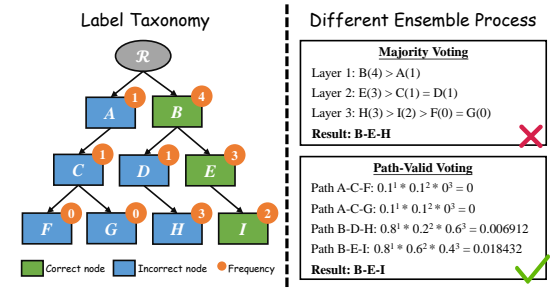 Label Taxonomy
R
1
4
A
B
1
1
3
C
D
E
0
0
3
2
F
G
H
I
Correct node
Incorrect node
Frequency
Different Ensemble Process
Majority Voting
Layer 1: B(4) > A(1)
Layer 2: E(3) > C(1) = D(1)
Layer 3: H(3) > I(2) > F(0) = G(0)
Result: B-E-H
Path-Valid Voting
Path A-C-F: 0.1¹ * 0.1² * 0³ = 0
Path A-C-G: 0.1¹ * 0.1² * 0³ = 0
Path B-D-H: 0.8¹ * 0.2² * 0.6³ = 0.006912
Path B-E-I: 0.8¹ * 0.6² * 0.4³ = 0.018432
Result: B-E-I